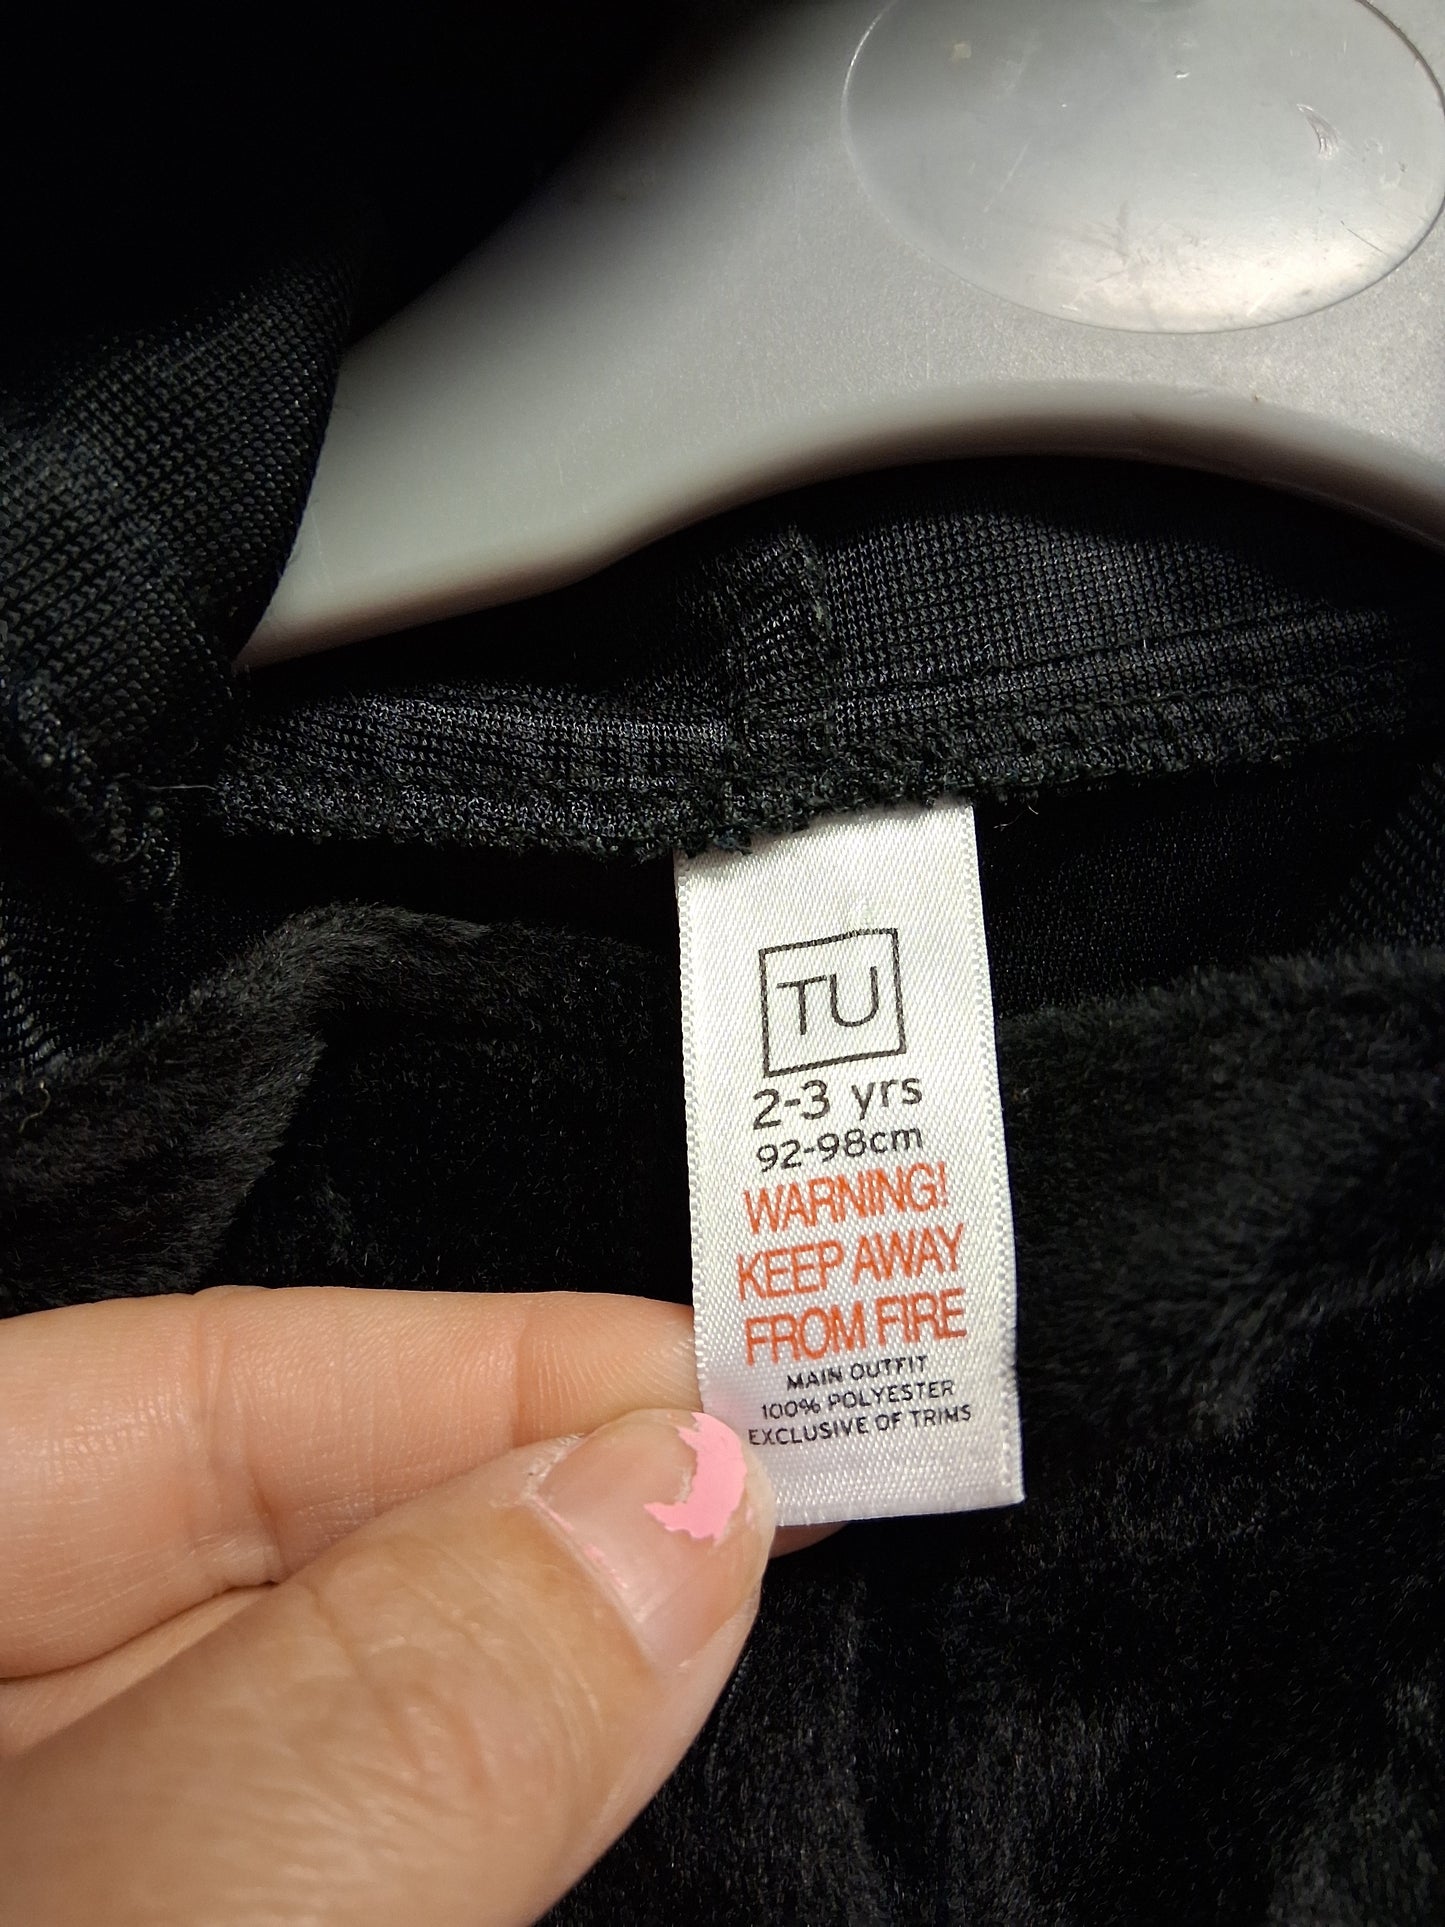 TU
2-3 yrs
92-98cm
WARNING!
KEEP AWAY
FROM FIRE
MAIN OUTFIT
100% POLYESTER
EXCLUSIVE OF TRIMS